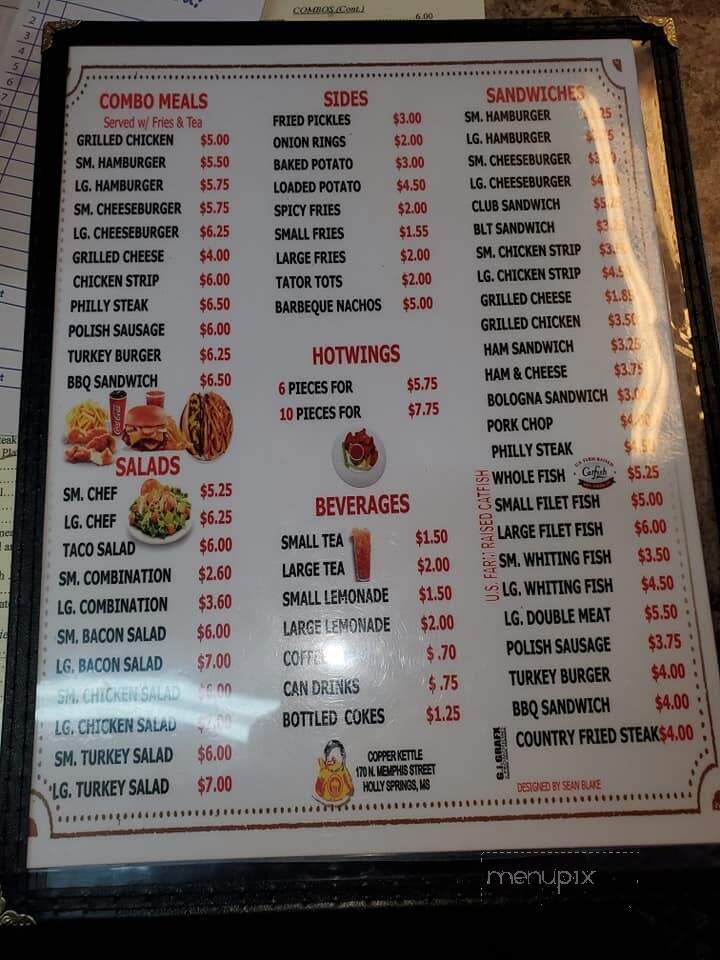 COMBOS (Cont.)
6.00
COMBO MEALS
Served w/ Fries & Tea
GRILLED CHICKEN $5.00
SM. HAMBURGER $5.50
LG. HAMBURGER $5.75
SM. CHEESEBURGER $5.75
LG. CHEESEBURGER $6.25
GRILLED CHEESE $4.00
CHICKEN STRIP $6.00
PHILLY STEAK $6.50
POLISH SAUSAGE $6.00
TURKEY BURGER $6.25
BBQ SANDWICH $6.50
SALADS
SM. CHEF $5.25
LG. CHEF $6.25
TACO SALAD $6.00
SM. COMBINATION $2.60
LG. COMBINATION $3.60
SM. BACON SALAD $6.00
LG. BACON SALAD $7.00
SM. CHICKEN SALAD $6.00
LG. CHICKEN SALAD
SM. TURKEY SALAD $6.00
LG. TURKEY SALAD $7.00
SIDES
FRIED PICKLES $3.00
ONION RINGS $2.00
BAKED POTATO $3.00
LOADED POTATO $4.50
SPICY FRIES $2.00
SMALL FRIES $1.55
LARGE FRIES $2.00
TATOR TOTS $2.00
BARBEQUE NACHOS $5.00
HOTWINGS
6 PIECES FOR $5.75
10 PIECES FOR $7.75
BEVERAGES
SMALL TEA $1.50
LARGE TEA $2.00
SMALL LEMONADE $1.50
LARGE LEMONADE $2.00
COFFEE $ .70
CAN DRINKS $ .75
BOTTLED COKES $1.25
COPPER KETTLE
170 N. MEMPHIS STREET
HOLLY SPRINGS, MS
SANDWICHES
SM. HAMBURGER
LG. HAMBURGER
SM. CHEESEBURGER
LG. CHEESEBURGER
CLUB SANDWICH
BLT SANDWICH
SM. CHICKEN STRIP
LG. CHICKEN STRIP
GRILLED CHEESE $1.85
GRILLED CHICKEN $3.50
HAM SANDWICH $3.25
HAM & CHEESE $3.75
BOLOGNA SANDWICH
PORK CHOP
PHILLY STEAK
U.S. FARM RAISED CATFISH
WHOLE FISH Catfish $5.25
SMALL FILET FISH $5.00
LARGE FILET FISH $6.00
SM. WHITING FISH $3.50
LG. WHITING FISH $4.50
LG. DOUBLE MEAT $5.50
POLISH SAUSAGE $3.75
TURKEY BURGER $4.00
BBQ SANDWICH $4.00
COUNTRY FRIED STEAK $4.00
G.I.GRAFX
DESIGNED BY SEAN BLAKE
menupix